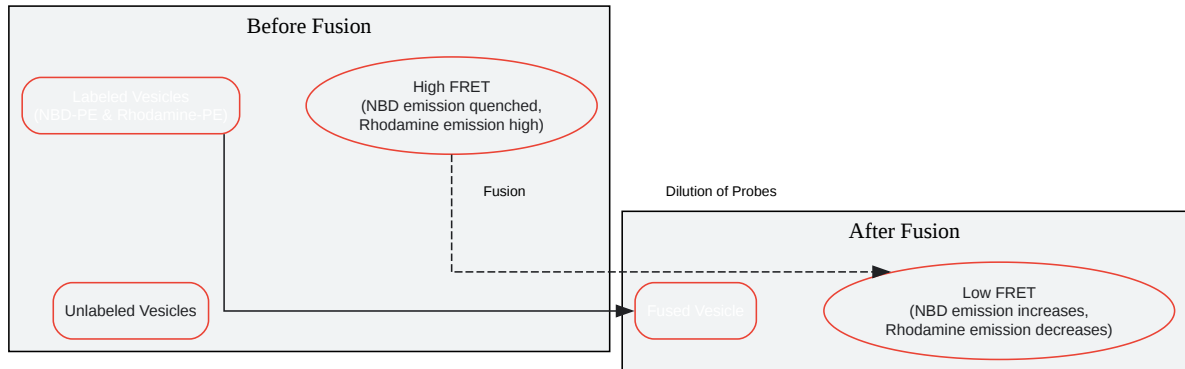 Before Fusion
Labeled Vesicles
(NBD-PE & Rhodamine-PE)
High FRET
(NBD emission quenched,
Rhodamine emission high)
Fusion
Dilution of Probes
Unlabeled Vesicles
After Fusion
Fused Vesicle
Low FRET
(NBD emission increases,
Rhodamine emission decreases)